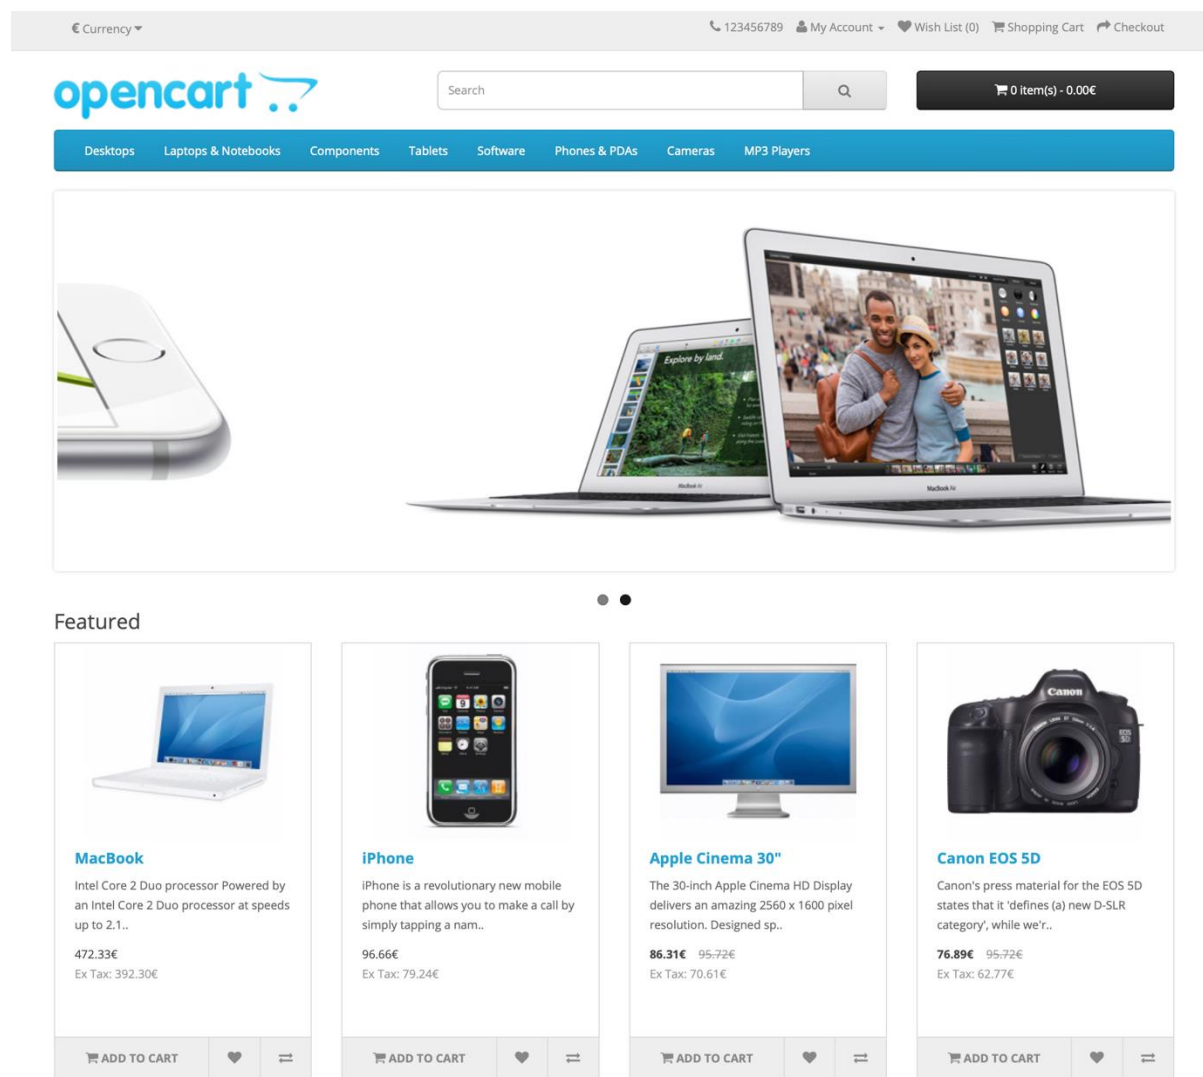 € Currency
123456789 My Account Wish List (0) Shopping Cart Checkout
opencart
Search
0 item(s) - 0.00€
Desktops Laptops & Notebooks Components Tablets Software Phones & PDAs Cameras MP3 Players
Explore by land.
MacBook Air
MacBook Air
Featured
Canon
EOS
5D
MacBook
Intel Core 2 Duo processor Powered by
an Intel Core 2 Duo processor at speeds
up to 2.1..
472.33€
Ex Tax: 392.30€
ADD TO CART
iPhone
iPhone is a revolutionary new mobile
phone that allows you to make a call by
simply tapping a nam..
96.66€
Ex Tax: 79.24€
ADD TO CART
Apple Cinema 30"
The 30-inch Apple Cinema HD Display
delivers an amazing 2560 x 1600 pixel
resolution. Designed sp..
86.31€ 95.72€
Ex Tax: 70.61€
ADD TO CART
Canon EOS 5D
Canon's press material for the EOS 5D
states that it 'defines (a) new D-SLR
category', while we'r..
76.89€ 95.72€
Ex Tax: 62.77€
ADD TO CART